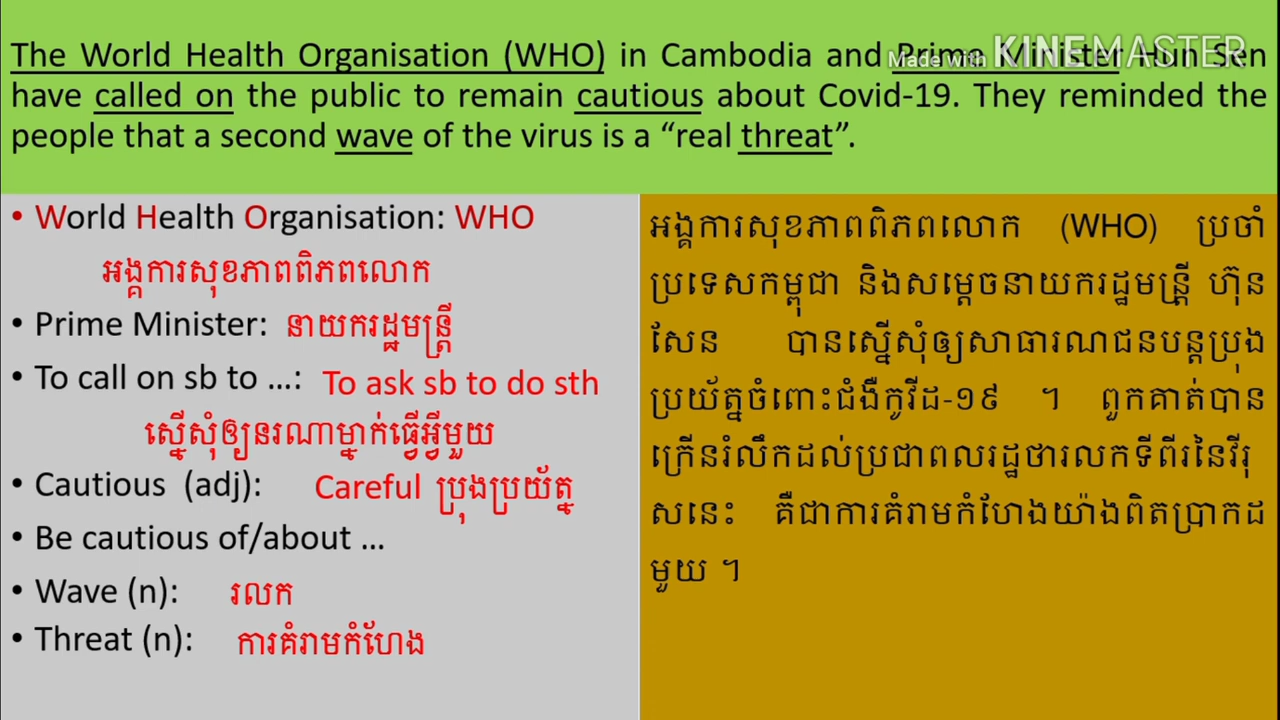 The World Health Organisation (WHO) in Cambodia and Prime Minister Hun Sen
have called on the public to remain cautious about Covid-19. They reminded the
people that a second wave of the virus is a “real threat”.
Made with KINEMASTER
• World Health Organisation: WHO
អង្គការសុខភាពពិភពលោក
• Prime Minister: នាយករដ្ឋមន្ត្រី
• To call on sb to …: To ask sb to do sth
ស្នើសុំឲ្យនរណាម្នាក់ធ្វើអ្វីមួយ
• Cautious (adj): Careful ប្រុងប្រយ័ត្ន
• Be cautious of/about …
• Wave (n): រលក
• Threat (n): ការគំរាមកំហែង
អង្គការសុខភាពពិភពលោក (WHO) ប្រចាំ
ប្រទេសកម្ពុជា និងសម្តេចនាយករដ្ឋមន្ត្រី ហ៊ុន
សែន បានស្នើសុំឲ្យសាធារណជនបន្តប្រុង
ប្រយ័ត្នចំពោះជំងឺកូវីដ-១៩ ។ ពួកគាត់បាន
ក្រើនរំលឹកដល់ប្រជាពលរដ្ឋថារលកទីពីរនៃវីរុ
សនេះ គឺជាការគំរាមកំហែងយ៉ាងពិតប្រាកដ
មួយ ។